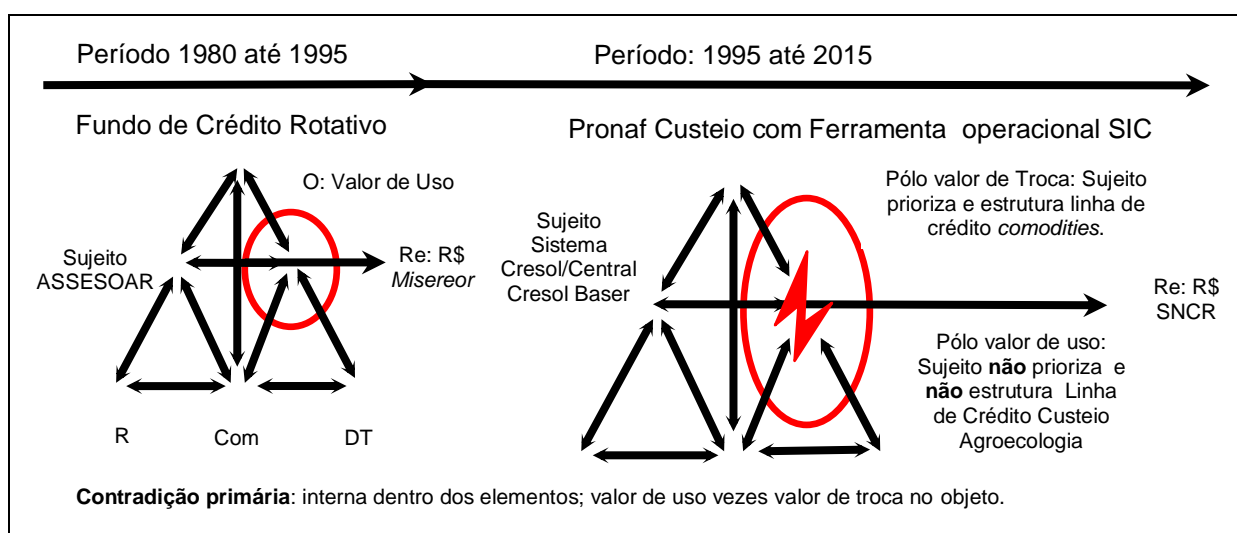 Período 1980 até 1995
Período: 1995 até 2015
Fundo de Crédito Rotativo
Pronaf Custeio com Ferramenta operacional SIC
O: Valor de Uso
Sujeito
ASSESOAR
Re: R$
Misereor
R
Com
DT
Sujeito
Sistema
Cresol/Central
Cresol Baser
Pólo valor de Troca: Sujeito
prioriza e estrutura linha de
crédito comodities.
Re: R$
SNCR
Pólo valor de uso:
Sujeito não prioriza e
não estrutura Linha
de Crédito Custeio
Agroecologia
Contradição primária: interna dentro dos elementos; valor de uso vezes valor de troca no objeto.